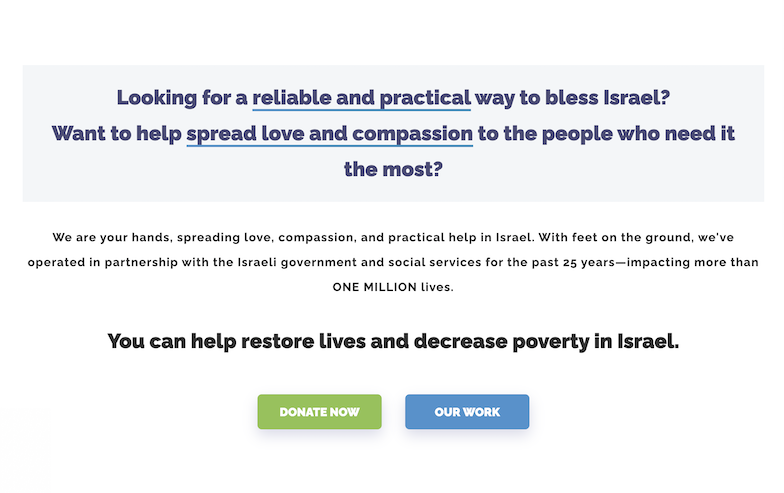 Looking for a reliable and practical way to bless Israel?
Want to help spread love and compassion to the people who need it
the most?
We are your hands, spreading love, compassion, and practical help in Israel. With feet on the ground, we've
operated in partnership with the Israeli government and social services for the past 25 years—impacting more than
ONE MILLION lives.
You can help restore lives and decrease poverty in Israel.
DONATE NOW
OUR WORK